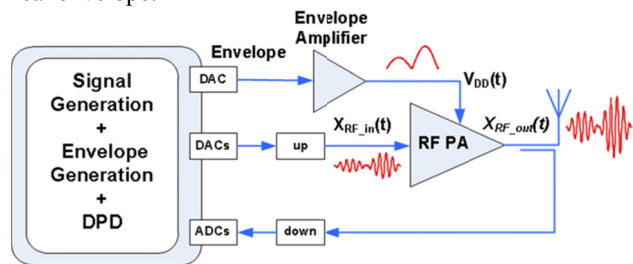 Envelope
Amplifier
Envelope
DAC
Signal
Generation
+
Envelope
Generation
+
DPD
V_DD(t)
DACs
up
X_RF_in(t)
RF PA
X_RF_out(t)
ADCs
down